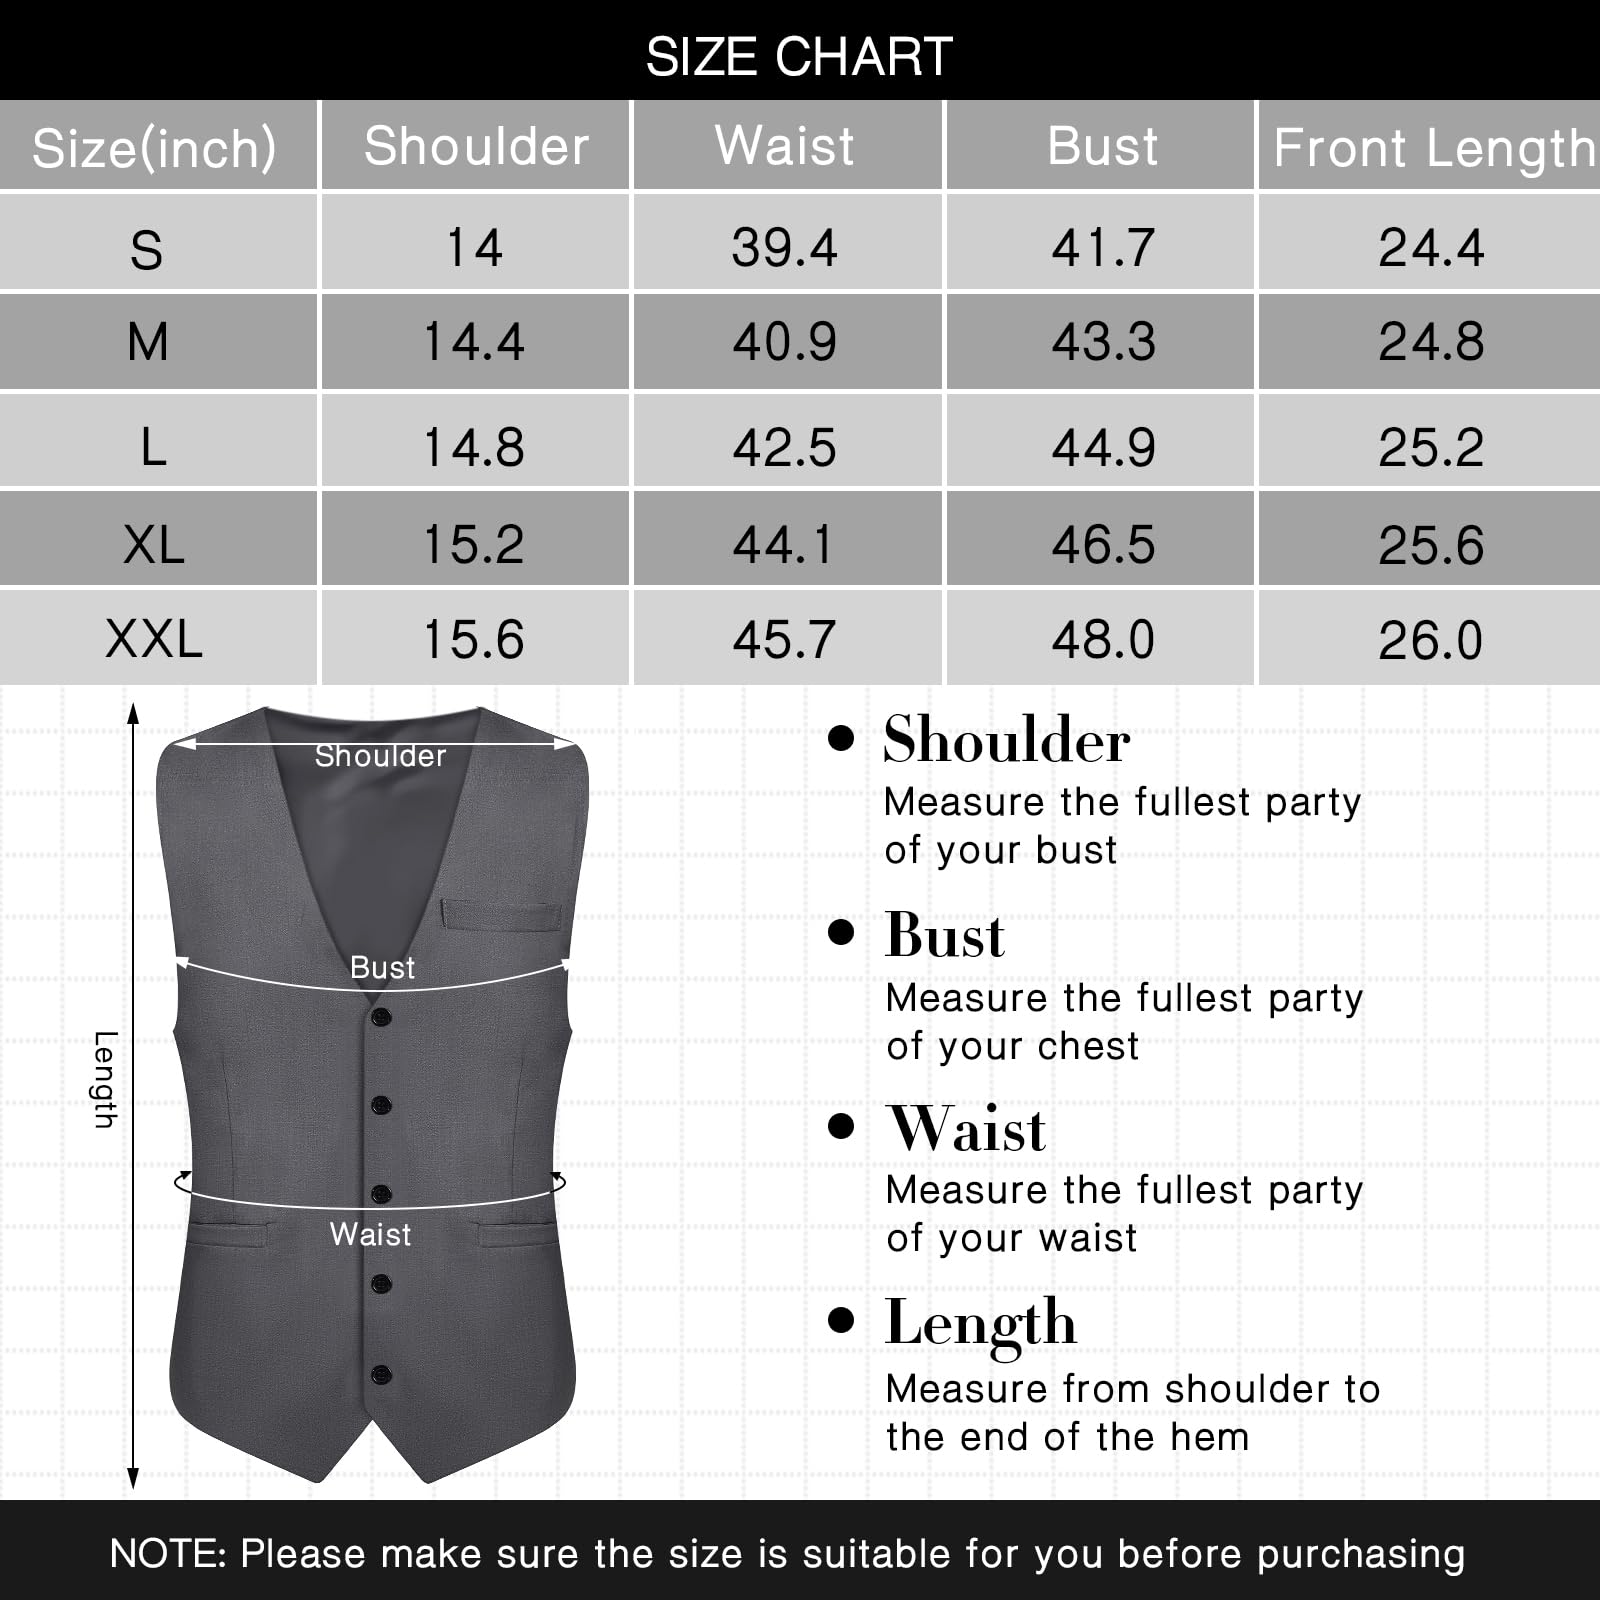 SIZE CHART
Size(inch) Shoulder Waist Bust Front Length
S 14 39.4 41.7 24.4
M 14.4 40.9 43.3 24.8
L 14.8 42.5 44.9 25.2
XL 15.2 44.1 46.5 25.6
XXL 15.6 45.7 48.0 26.0
Shoulder
Bust
Length
Waist
Shoulder
Measure the fullest party
of your bust
Bust
Measure the fullest party
of your chest
Waist
Measure the fullest party
of your waist
Length
Measure from shoulder to
the end of the hem
NOTE: Please make sure the size is suitable for you before purchasing